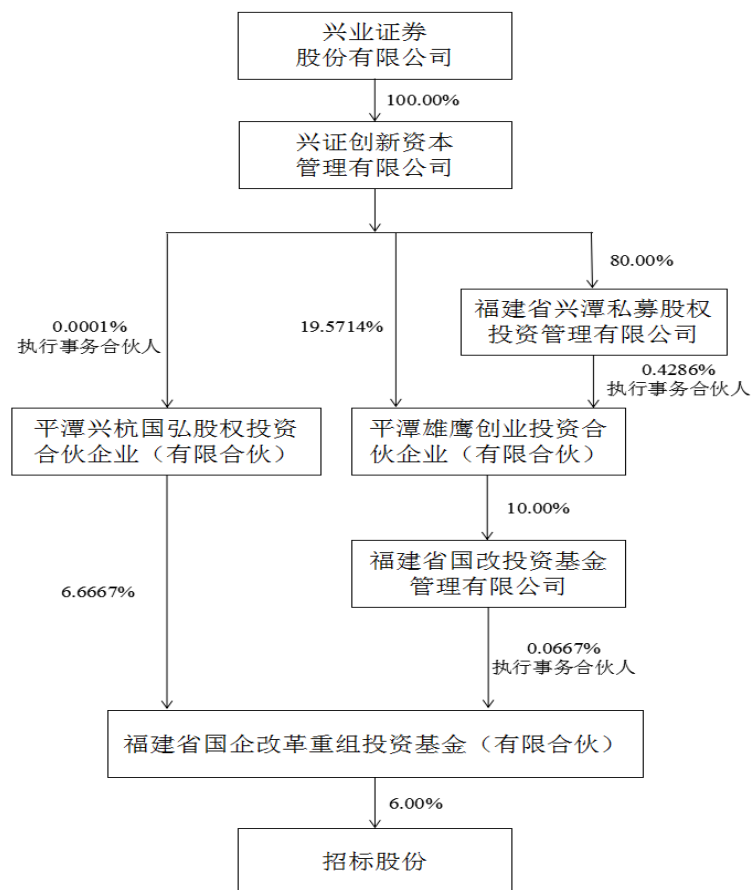 兴业证券
股份有限公司
100.00%
兴证创新资本
管理有限公司
80.00%
0.0001%
执行事务合伙人
19.5714%
福建省兴潭私募股权
投资管理有限公司
0.4286%
执行事务合伙人
平潭兴杭国弘股权投资
合伙企业（有限合伙）
平潭雄鹰创业投资合
伙企业（有限合伙）
10.00%
福建省国改投资基金
管理有限公司
6.6667%
0.0667%
执行事务合伙人
福建省国企改革重组投资基金（有限合伙）
6.00%
招标股份